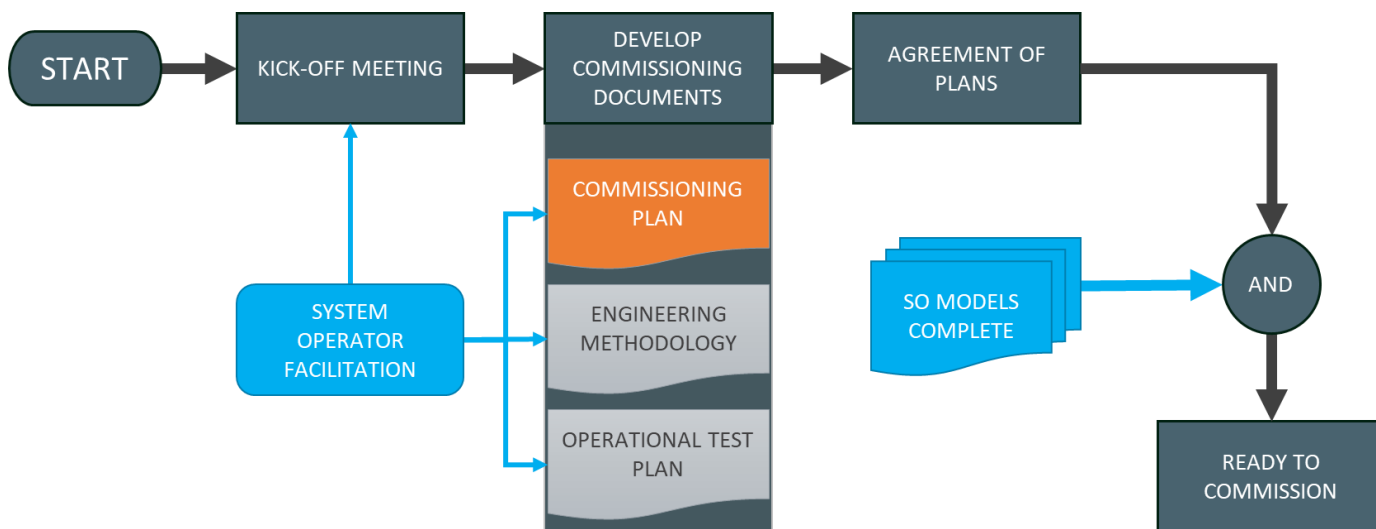 START
KICK-OFF MEETING
DEVELOP
COMMISSIONING
DOCUMENTS
AGREEMENT OF
PLANS
COMMISSIONING
PLAN
SYSTEM
OPERATOR
FACILITATION
ENGINEERING
METHODOLOGY
OPERATIONAL TEST
PLAN
SO MODELS
COMPLETE
AND
READY TO
COMMISSION